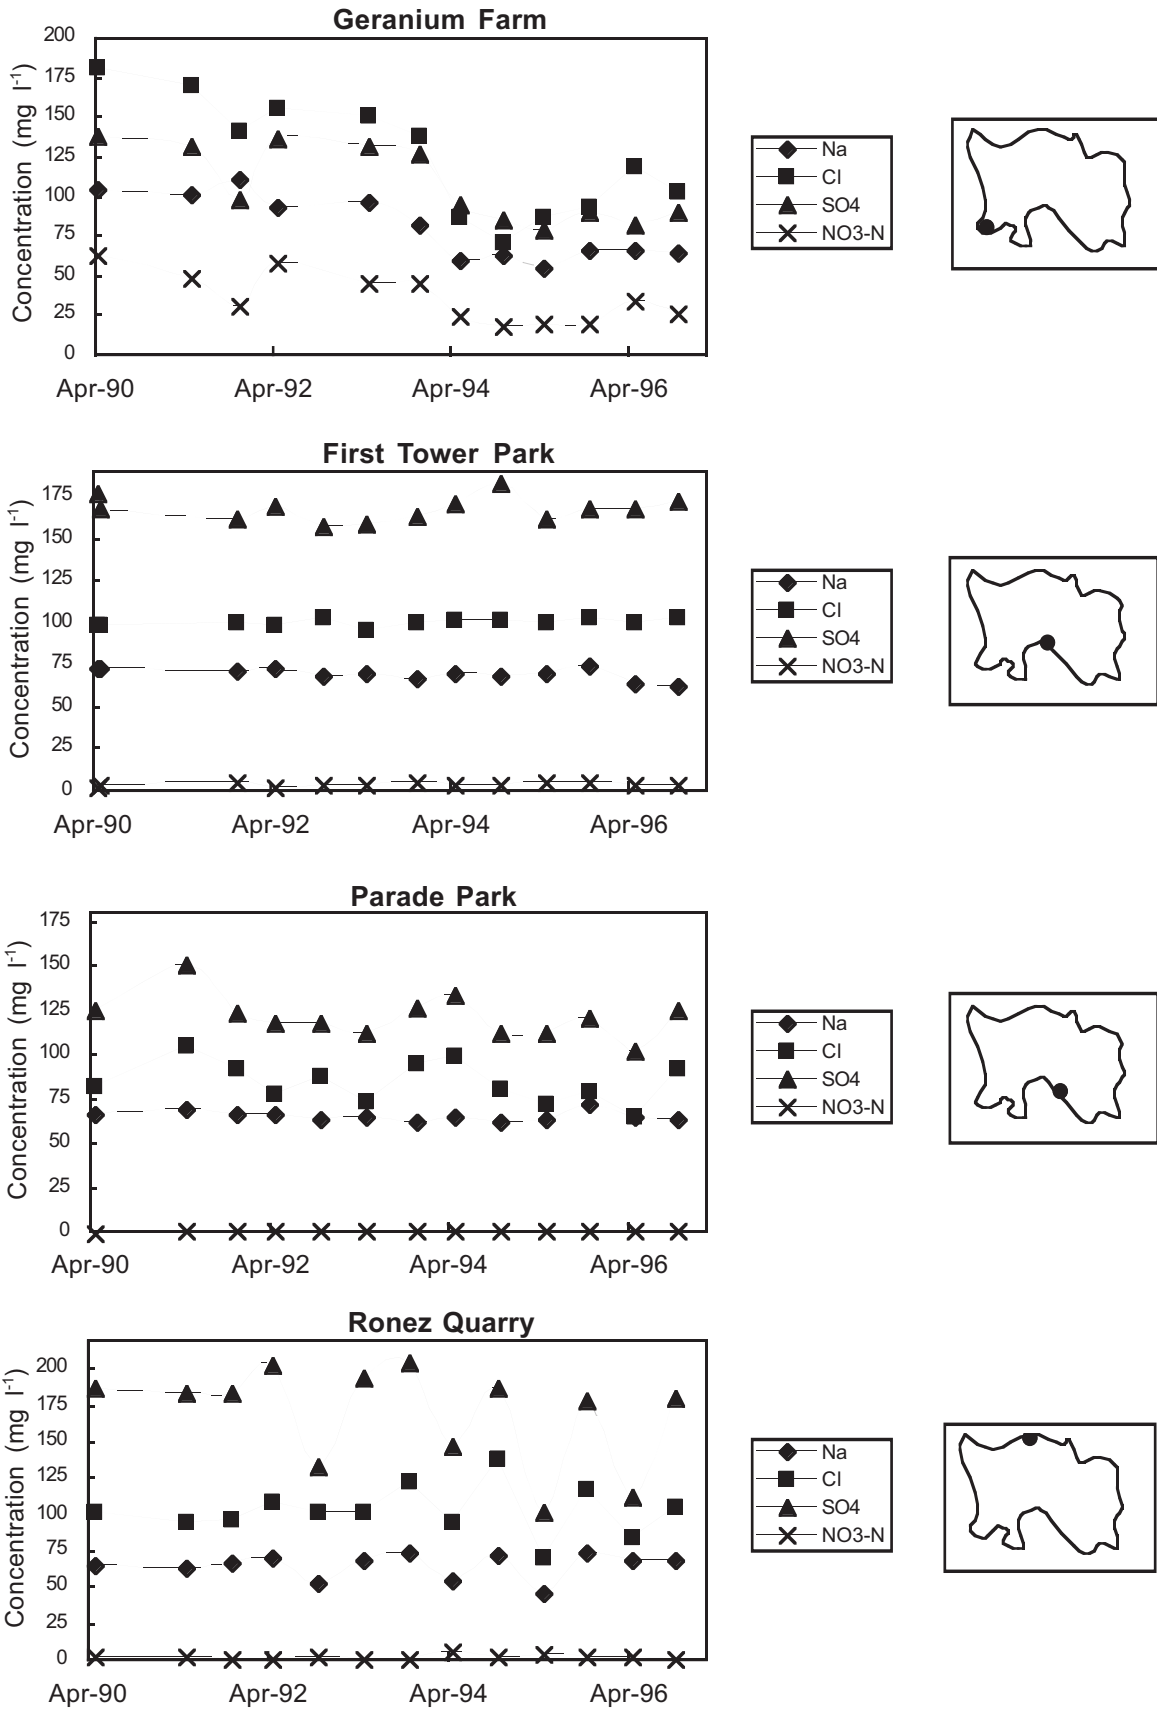 Geranium Farm
Concentration (mg l-1)
200
175
150
125
100
75
50
25
0
Apr-90 Apr-92 Apr-94 Apr-96
Na
Cl
SO4
NO3-N
First Tower Park
Concentration (mg l-1)
175
150
125
100
75
50
25
0
Apr-90 Apr-92 Apr-94 Apr-96
Na
Cl
SO4
NO3-N
Parade Park
Concentration (mg l-1)
175
150
125
100
75
50
25
0
Apr-90 Apr-92 Apr-94 Apr-96
Na
Cl
SO4
NO3-N
Ronez Quarry
Concentration (mg l-1)
200
175
150
125
100
75
50
25
0
Apr-90 Apr-92 Apr-94 Apr-96
Na
Cl
SO4
NO3-N